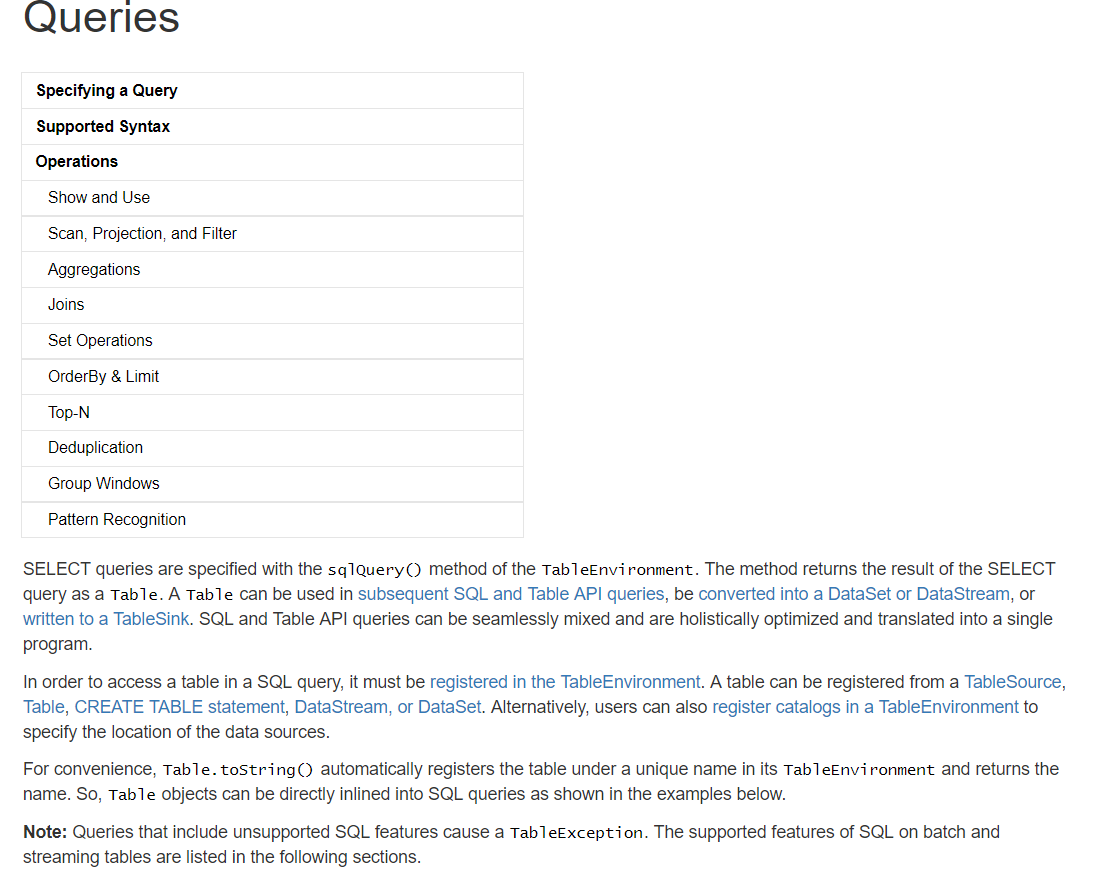 Queries
Specifying a Query
Supported Syntax
Operations
Show and Use
Scan, Projection, and Filter
Aggregations
Joins
Set Operations
OrderBy & Limit
Top-N
Deduplication
Group Windows
Pattern Recognition
SELECT queries are specified with the sqlQuery() method of the TableEnvironment. The method returns the result of the SELECT
query as a Table. A Table can be used in subsequent SQL and Table API queries, be converted into a DataSet or DataStream, or
written to a TableSink. SQL and Table API queries can be seamlessly mixed and are holistically optimized and translated into a single
program.
In order to access a table in a SQL query, it must be registered in the TableEnvironment. A table can be registered from a TableSource,
Table, CREATE TABLE statement, DataStream, or DataSet. Alternatively, users can also register catalogs in a TableEnvironment to
specify the location of the data sources.
For convenience, Table.toString() automatically registers the table under a unique name in its TableEnvironment and returns the
name. So, Table objects can be directly inlined into SQL queries as shown in the examples below.
Note: Queries that include unsupported SQL features cause a TableException. The supported features of SQL on batch and
streaming tables are listed in the following sections.